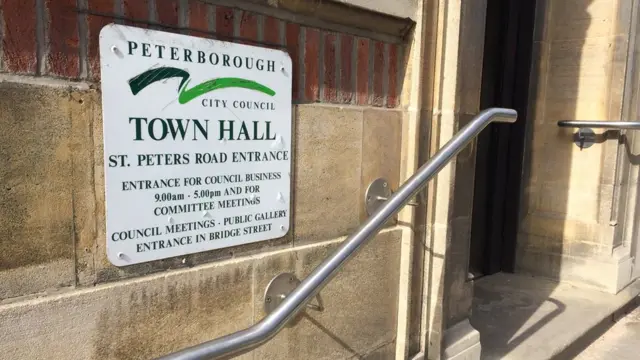 PETERBOROUGH
CITY COUNCIL
TOWN HALL
ST. PETERS ROAD ENTRANCE
ENTRANCE FOR COUNCIL BUSINESS
9.00am - 5.00pm AND FOR
COMMITTEE MEETINGS
COUNCIL MEETINGS - PUBLIC GALLERY
ENTRANCE IN BRIDGE STREET